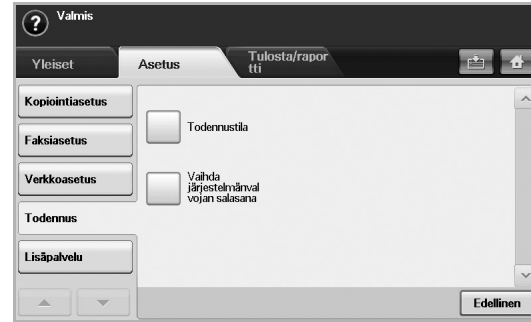 Valmis
Yleiset
Asetus
Tulosta/rapor
tti
Kopiointiasetus
Faksiasetus
Verkkoasetus
Todennus
Lisäpalvelu
Todennustila
Vaihda
järjestelmänval
vojan salasana
Edellinen